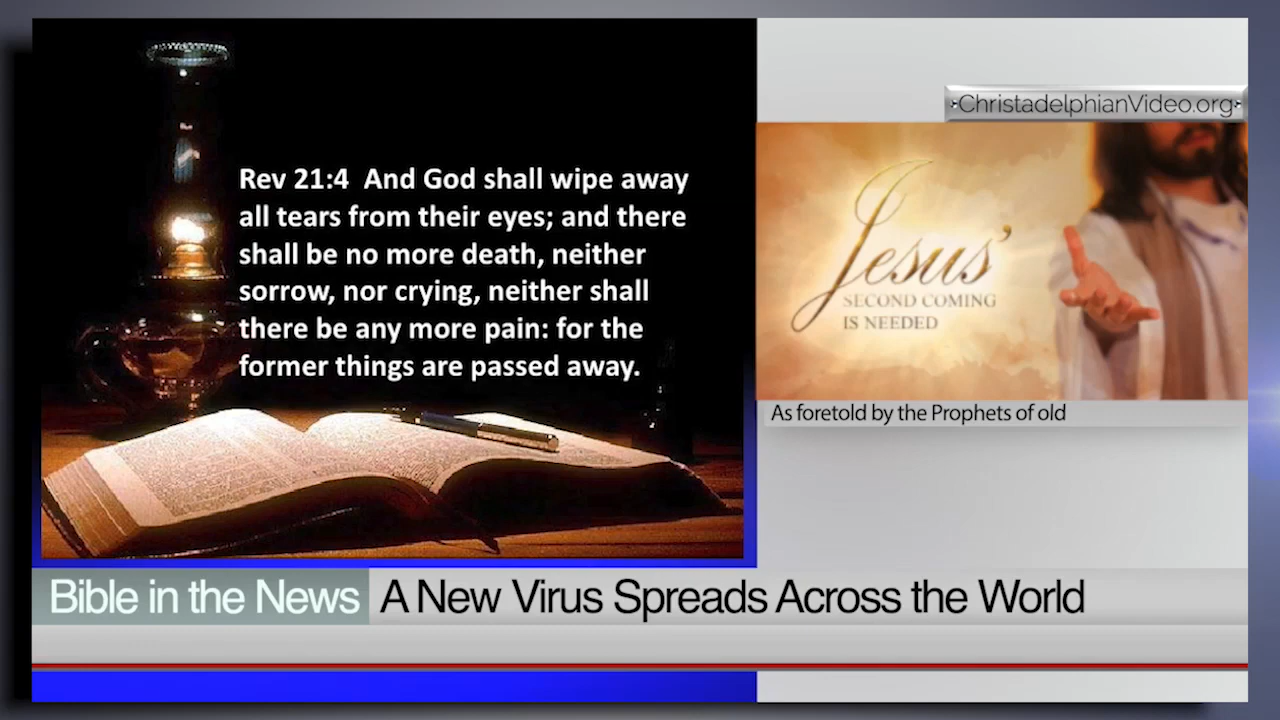 Rev 21:4 And God shall wipe away
all tears from their eyes; and there
shall be no more death, neither
sorrow, nor crying, neither shall
there be any more pain: for the
former things are passed away.
ChristadelphianVideo.org
Jesus'
SECOND COMING
IS NEEDED
As foretold by the Prophets of old
Bible in the News A New Virus Spreads Across the World